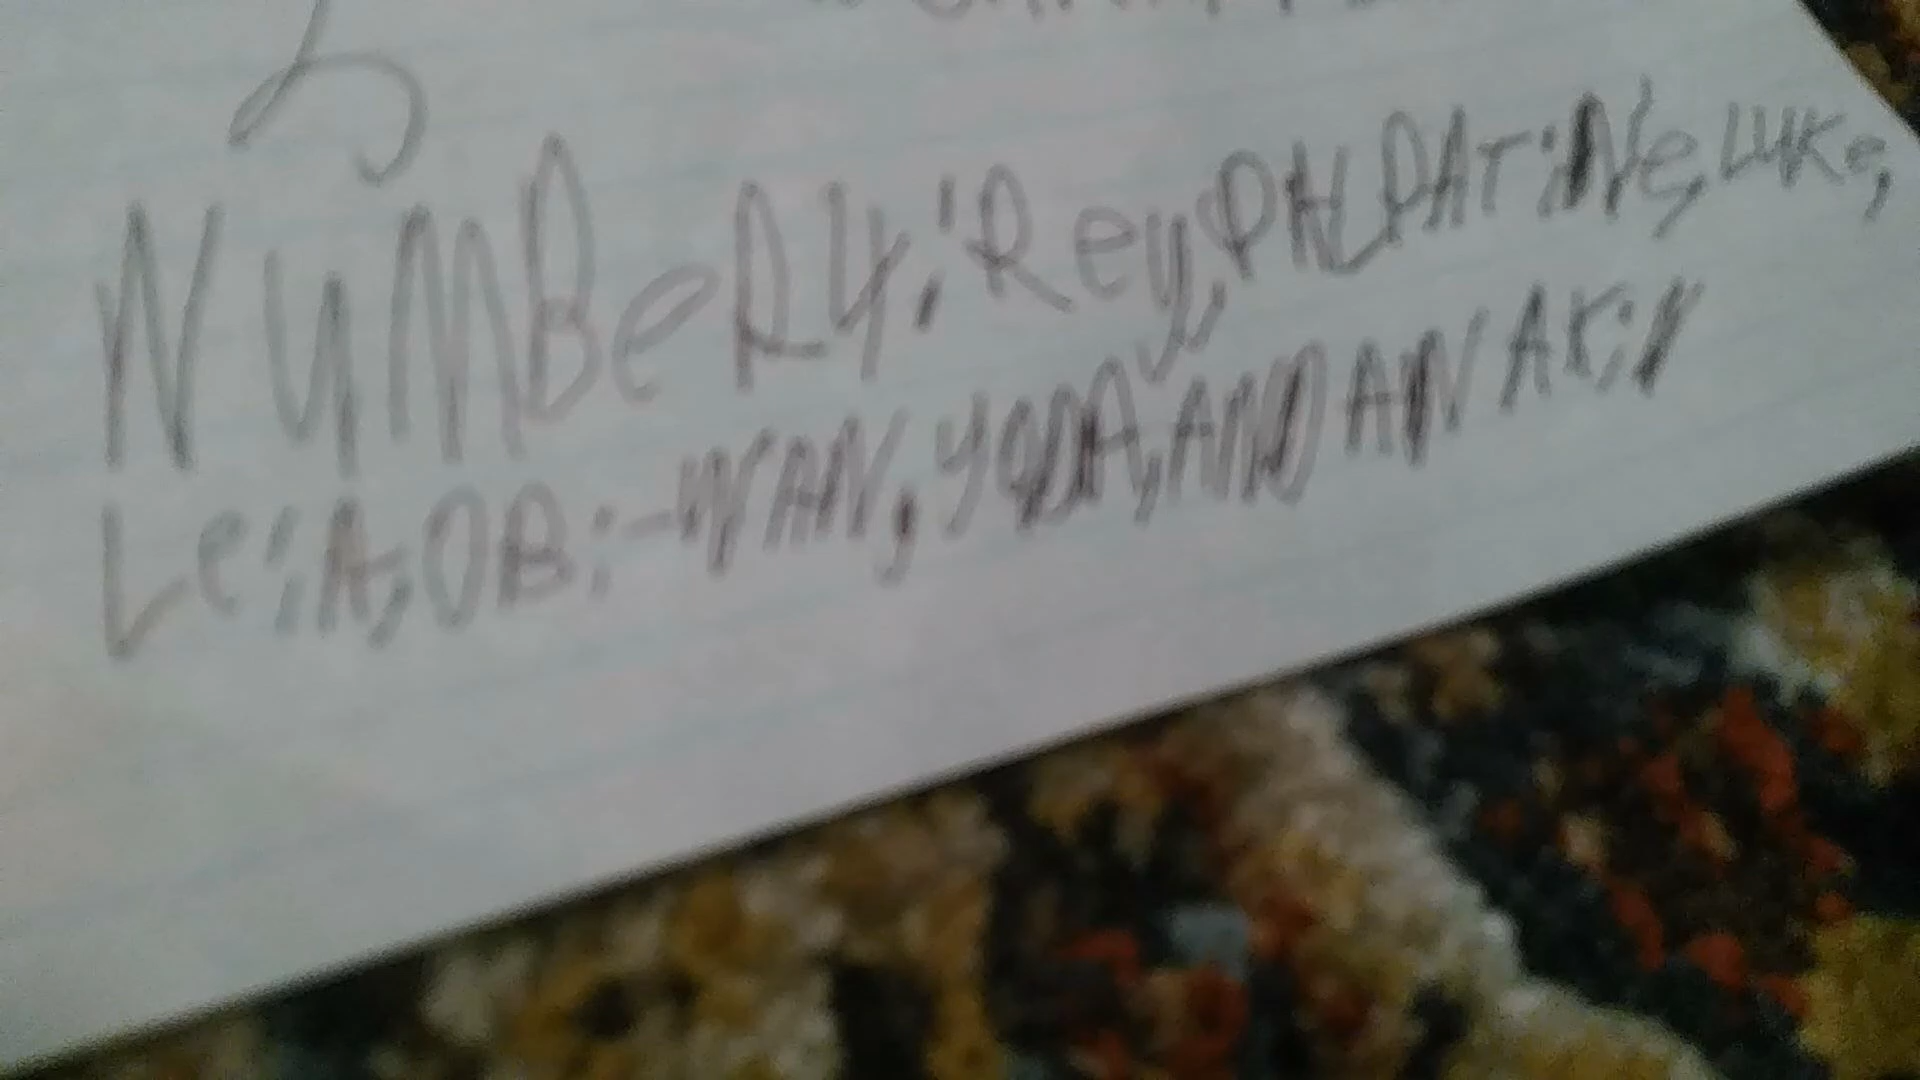 NuMBeR4: Rey, PALPATiNe, LuKe,
LeiA, OBi-WAN, YODA, AND ANAKiN